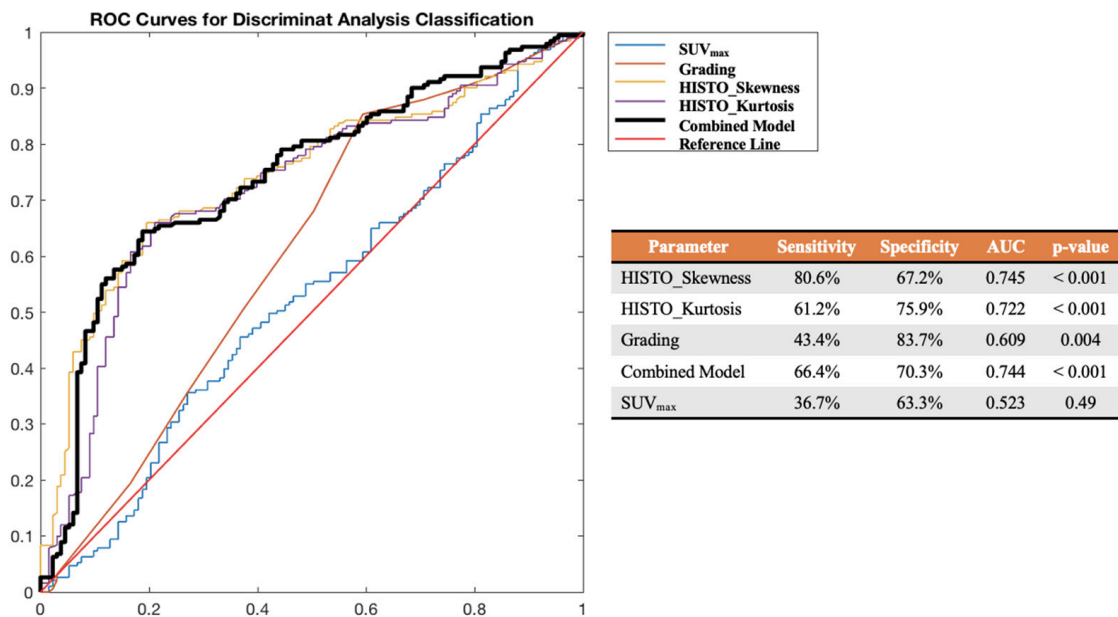 ROC Curves for Discriminat Analysis Classification
1
0.9
0.8
0.7
0.6
0.5
0.4
0.3
0.2
0.1
0
0 0.2 0.4 0.6 0.8 1
SUVmax
Grading
HISTO_Skewness
HISTO_Kurtosis
Combined Model
Reference Line
Parameter Sensitivity Specificity AUC p-value
HISTO_Skewness 80.6% 67.2% 0.745 < 0.001
HISTO_Kurtosis 61.2% 75.9% 0.722 < 0.001
Grading 43.4% 83.7% 0.609 0.004
Combined Model 66.4% 70.3% 0.744 < 0.001
SUVmax 36.7% 63.3% 0.523 0.49